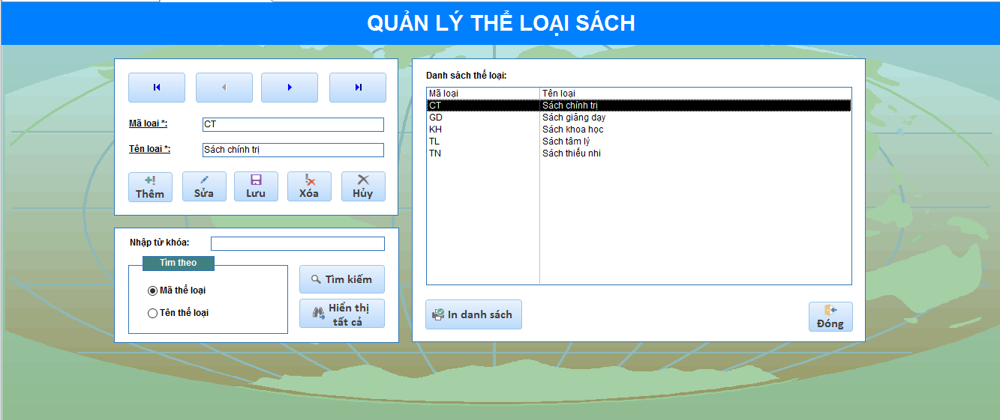 QUẢN LÝ THỂ LOẠI SÁCH
Mã loại *:
CT
Tên loại *:
Sách chính trị
Thêm
Sửa
Lưu
Xóa
Hủy
Nhập từ khóa:
Tìm theo
Mã thể loại
Tên thể loại
Tìm kiếm
Hiển thị
tất cả
Danh sách thể loại:
Mã loại Tên loại
CT Sách chính trị
GD Sách giảng dạy
KH Sách khoa học
TL Sách tâm lý
TN Sách thiếu nhi
In danh sách
Đóng